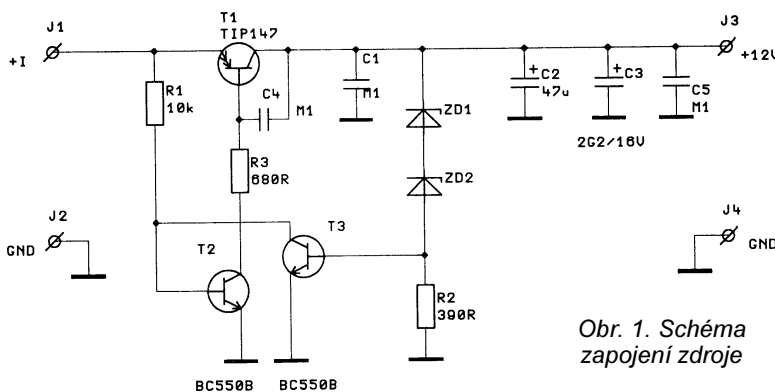 J1
+I
T1
TIP147
R1
10k
C4
M1
C1
M1
ZD1
ZD2
C2
47u
C3
2G2/16V
C5
M1
J3
+12V
R3
680R
J2
GND
T2
T3
R2
390R
J4
GND
BC550B
BC550B
Obr. 1. Schéma
zapojení zdroje